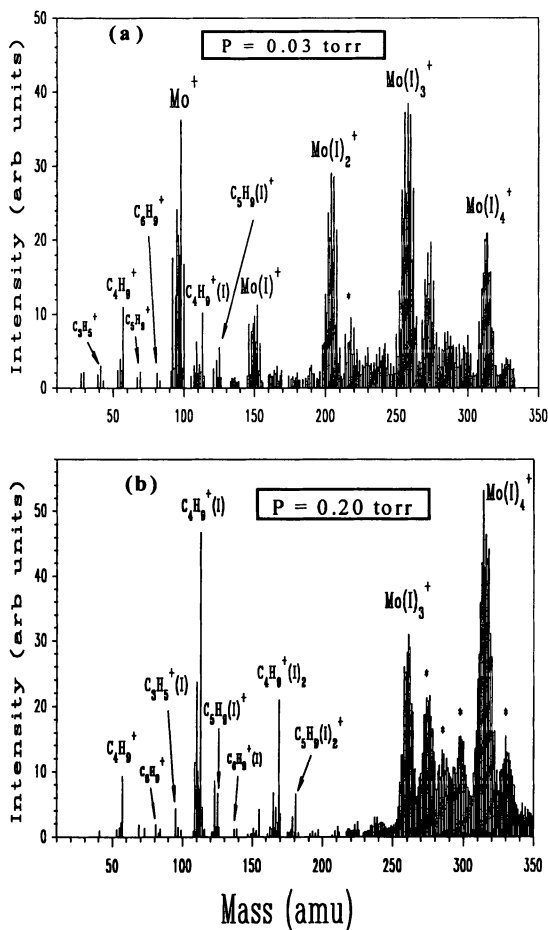 (a)
P = 0.03 torr
Intensity (arb units)
50
40
30
20
10
0
C₃H₅⁺
C₄H₉⁺
C₅H₉⁺
C₆H₉⁺
Mo⁺
C₄H₉⁺(I)
C₅H₉(I)⁺
Mo(I)⁺
Mo(I)₂⁺
*
Mo(I)₃⁺
Mo(I)₄⁺
50 100 150 200 250 300 350
(b)
P = 0.20 torr
Intensity (arb units)
50
40
30
20
10
0
C₄H₉⁺
C₆H₉⁺
C₃H₅⁺(I)
C₄H₉⁺(I)
C₅H₉(I)⁺
C₆H₉⁺(I)
C₄H₉⁺(I)₂
C₅H₉(I)₂⁺
Mo(I)₃⁺
*
*
*
Mo(I)₄⁺
*
50 100 150 200 250 300 350
Mass (amu)